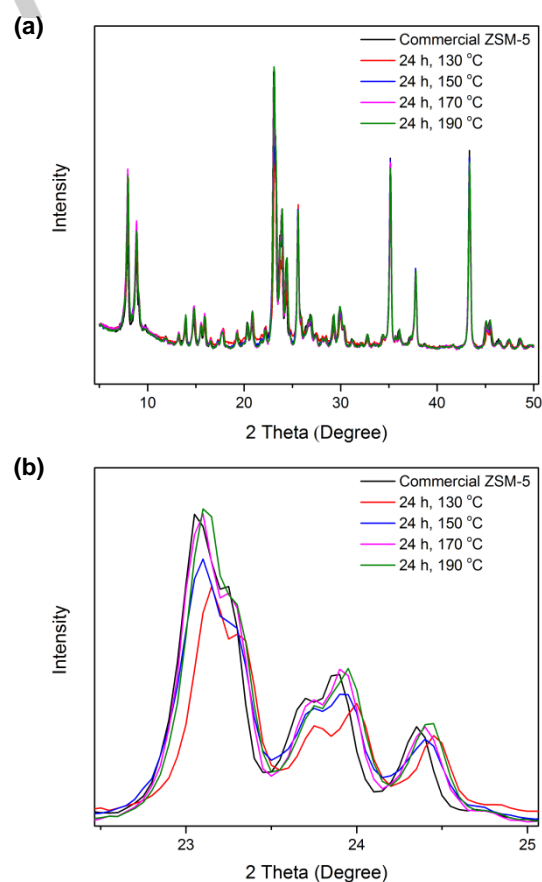 (a)
Commercial ZSM-5
24 h, 130 °C
24 h, 150 °C
24 h, 170 °C
24 h, 190 °C
Intensity
10 20 30 40 50
2 Theta (Degree)
(b)
Commercial ZSM-5
24 h, 130 °C
24 h, 150 °C
24 h, 170 °C
24 h, 190 °C
Intensity
23 24 25
2 Theta (Degree)